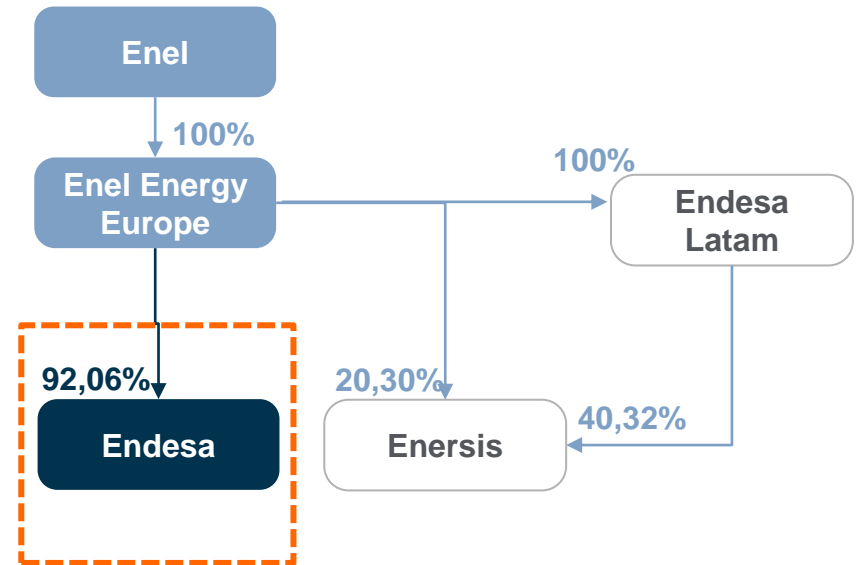 Enel
100%
Enel Energy
Europe
100%
Endesa
Latam
92,06%
Endesa
20,30%
Enersis
40,32%